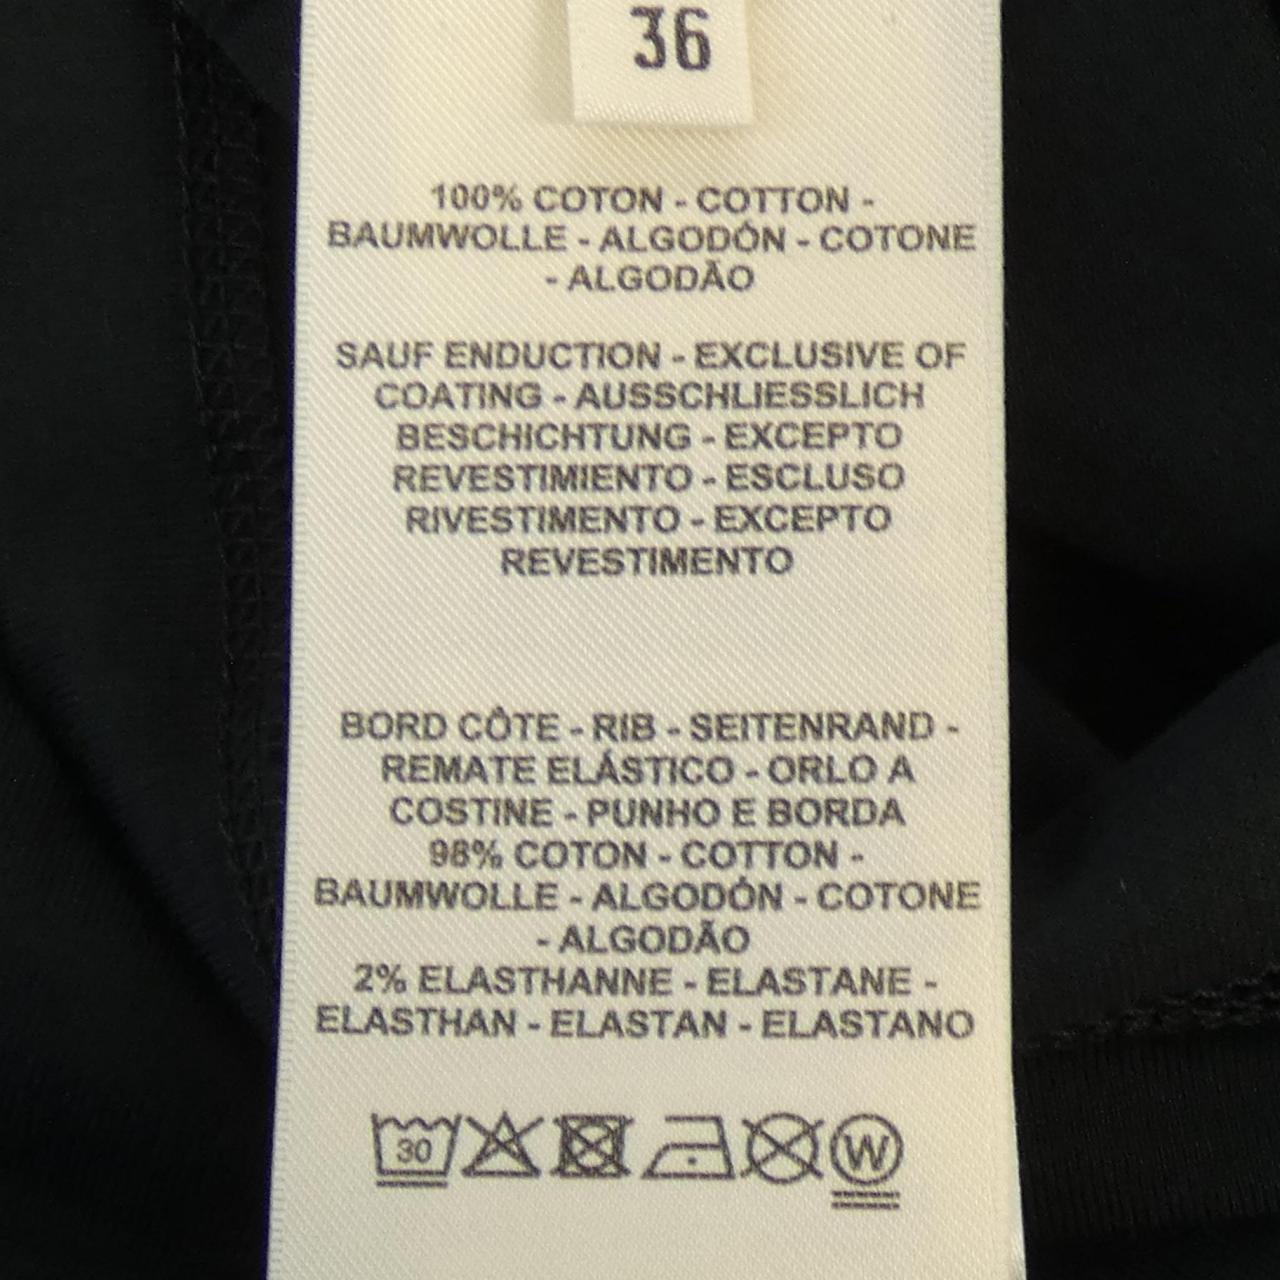 36
100% COTON - COTTON -
BAUMWOLLE - ALGODÓN - COTONE
- ALGODÃO
SAUF ENDUCTION - EXCLUSIVE OF
COATING - AUSSCHLIESSLICH
BESCHICHTUNG - EXCEPTO
REVESTIMIENTO - ESCLUSO
RIVESTIMENTO - EXCEPTO
REVESTIMENTO
BORD CÔTE - RIB - SEITENRAND -
REMATE ELÁSTICO - ORLO A
COSTINE - PUNHO E BORDA
98% COTON - COTTON -
BAUMWOLLE - ALGODÓN - COTONE
- ALGODÃO
2% ELASTHANNE - ELASTANE -
ELASTHAN - ELASTAN - ELASTANO
30 W